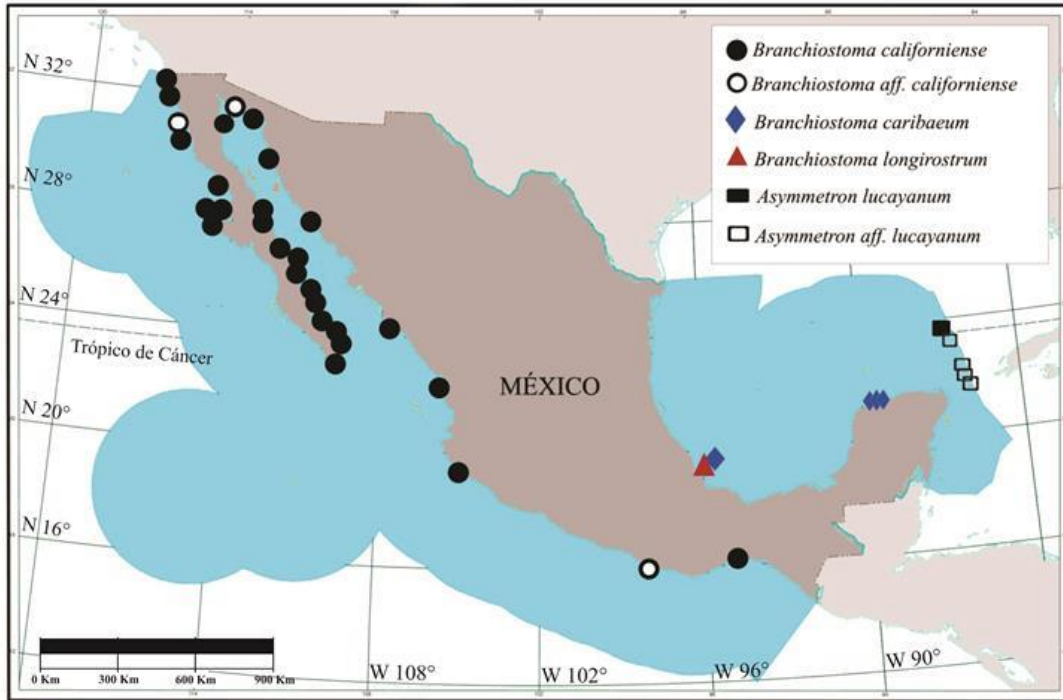 N 32°
N 28°
N 24°
Trópico de Cáncer
N 20°
N 16°
MÉXICO
Branchiostoma californiense
Branchiostoma aff. californiense
Branchiostoma caribaeum
Branchiostoma longirostrum
Asymmetron lucayanum
Asymmetron aff. lucayanum
0 Km
300 Km
600 Km
900 Km
W 108°
W 102°
W 96°
W 90°